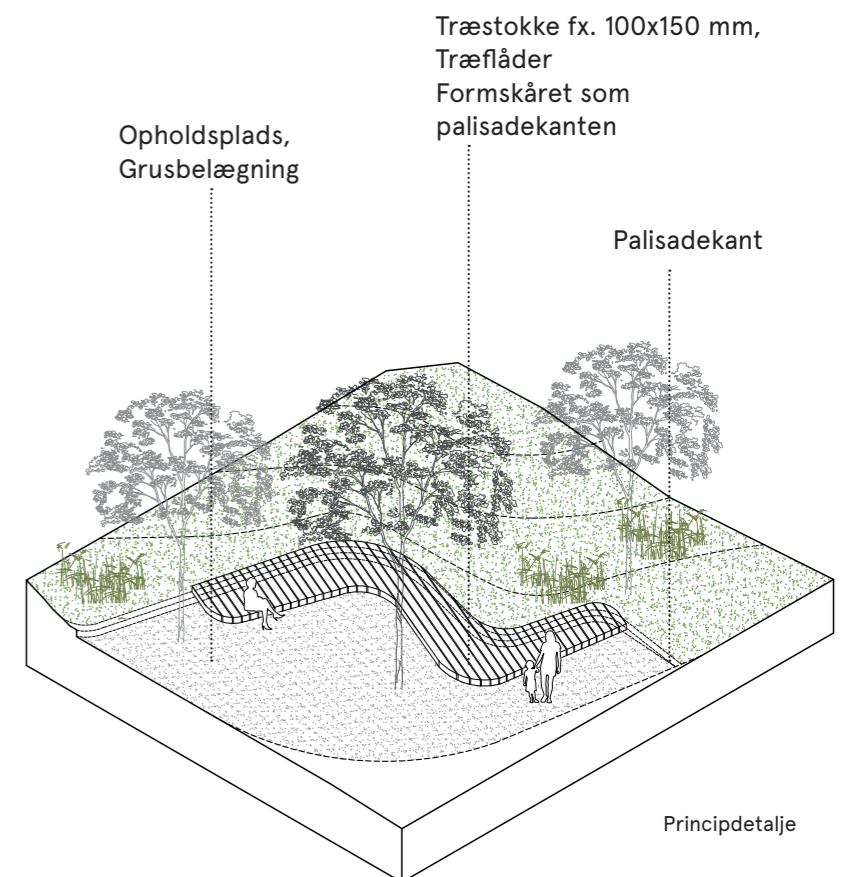 Træstokke fx. 100x150 mm,
Træflåder
Formskåret som
palisadekanten
Opholdsplads,
Grusbelægning
Palisadekant
Principdetalje